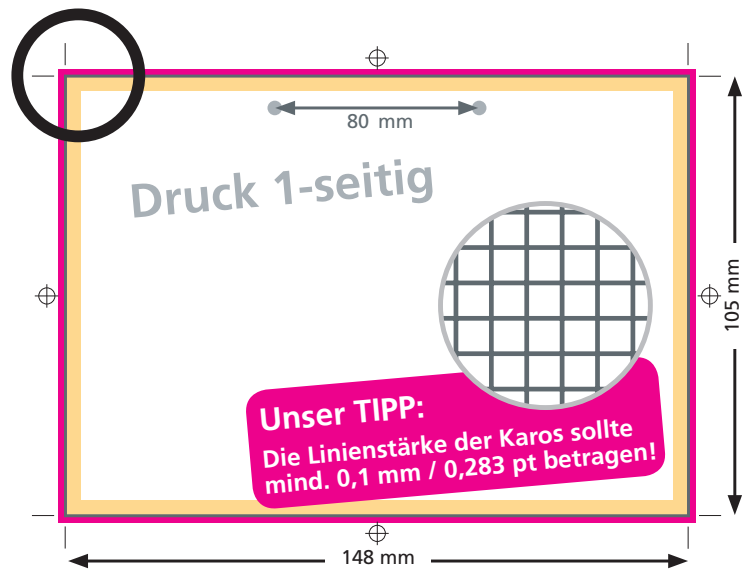 80 mm
Druck 1-seitig
105 mm
Unser TIPP:
Die Linienstärke der Karos sollte
mind. 0,1 mm / 0,283 pt betragen!
148 mm